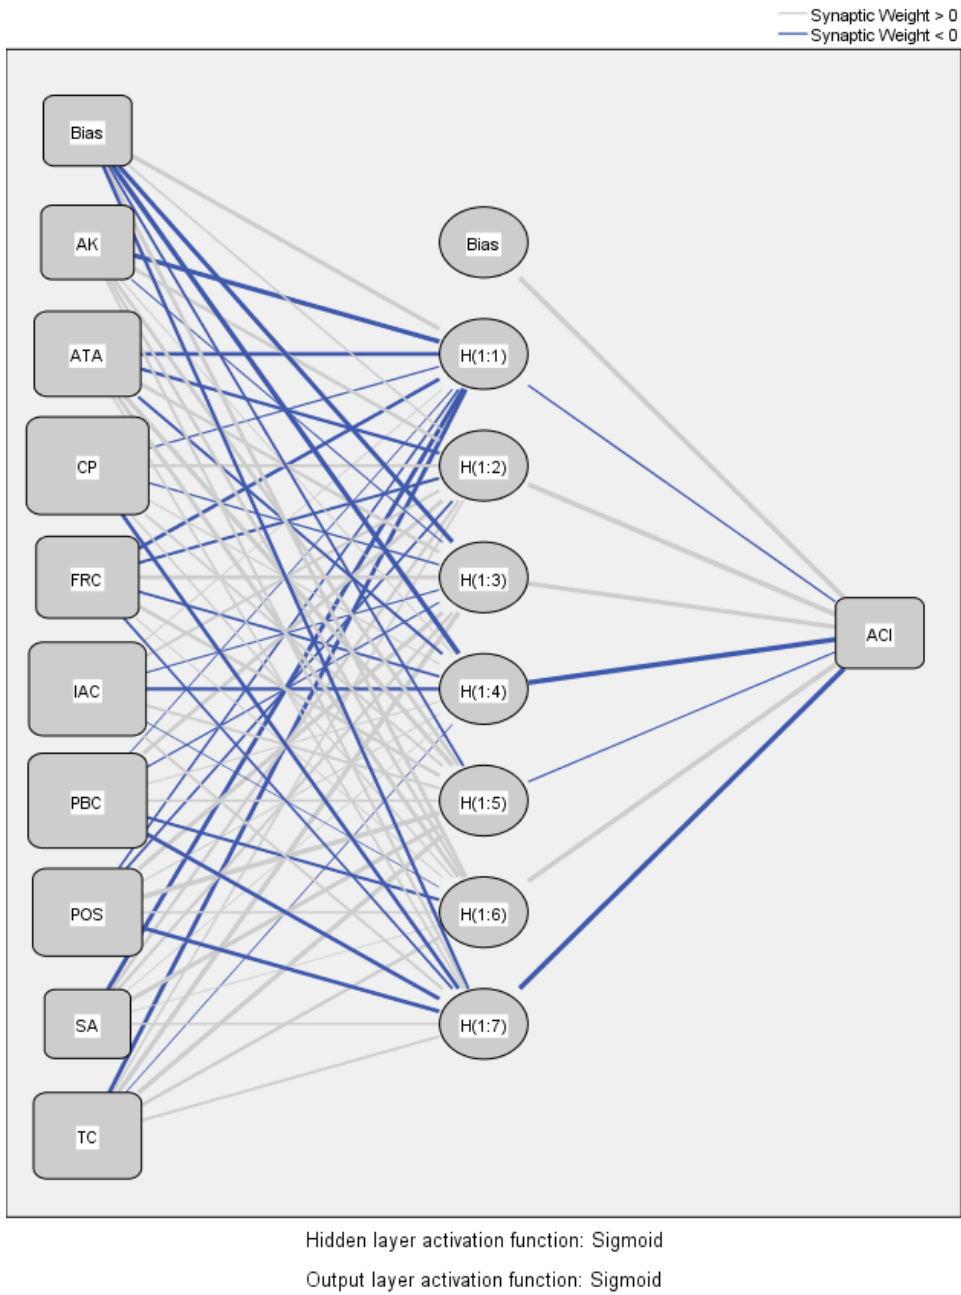 Synaptic Weight > 0
Synaptic Weight < 0
Bias
AK
ATA
CP
FRC
IAC
PBC
POS
SA
TC
Bias
H(1:1)
H(1:2)
H(1:3)
H(1:4)
H(1:5)
H(1:6)
H(1:7)
ACI
Hidden layer activation function: Sigmoid
Output layer activation function: Sigmoid